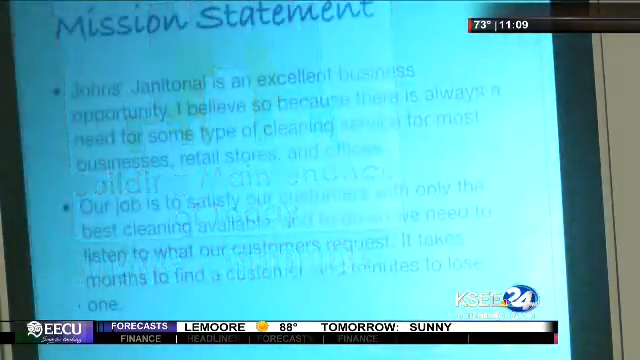 Mission Statement
73° 11:09
• Johns' Janitorial is an excellent business
opportunity. I believe so because there is always a
need for some type of cleaning service for most
businesses, retail stores, and offices.
• Our job is to satisfy our customers with only the
best cleaning available, and to do so we need to
listen to what our customers request. It takes
months to find a customer and minutes to lose
one.
KSEE 24
EECU
FORECASTS LEMOORE 88° TOMORROW: SUNNY
FINANCE HEADLINES FORECASTS FINANCE